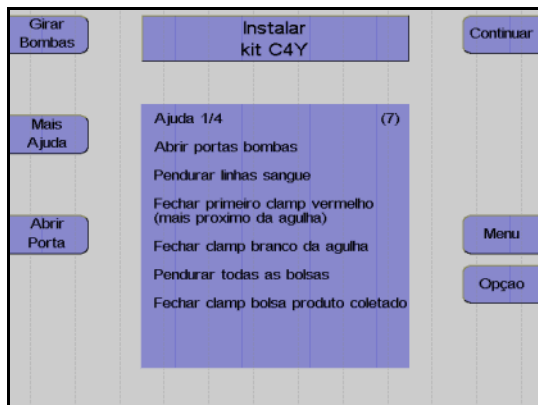 Girar
Bombas
Instalar
kit C4Y
Continuar
Mais
Ajuda
Ajuda 1/4 (7)
Abrir portas bombas
Pendurar linhas sangue
Fechar primeiro clamp vermelho
(mais proximo da agulha)
Abrir
Porta
Fechar clamp branco da agulha
Menu
Pendurar todas as bolsas
Opçao
Fechar clamp bolsa produto coletado